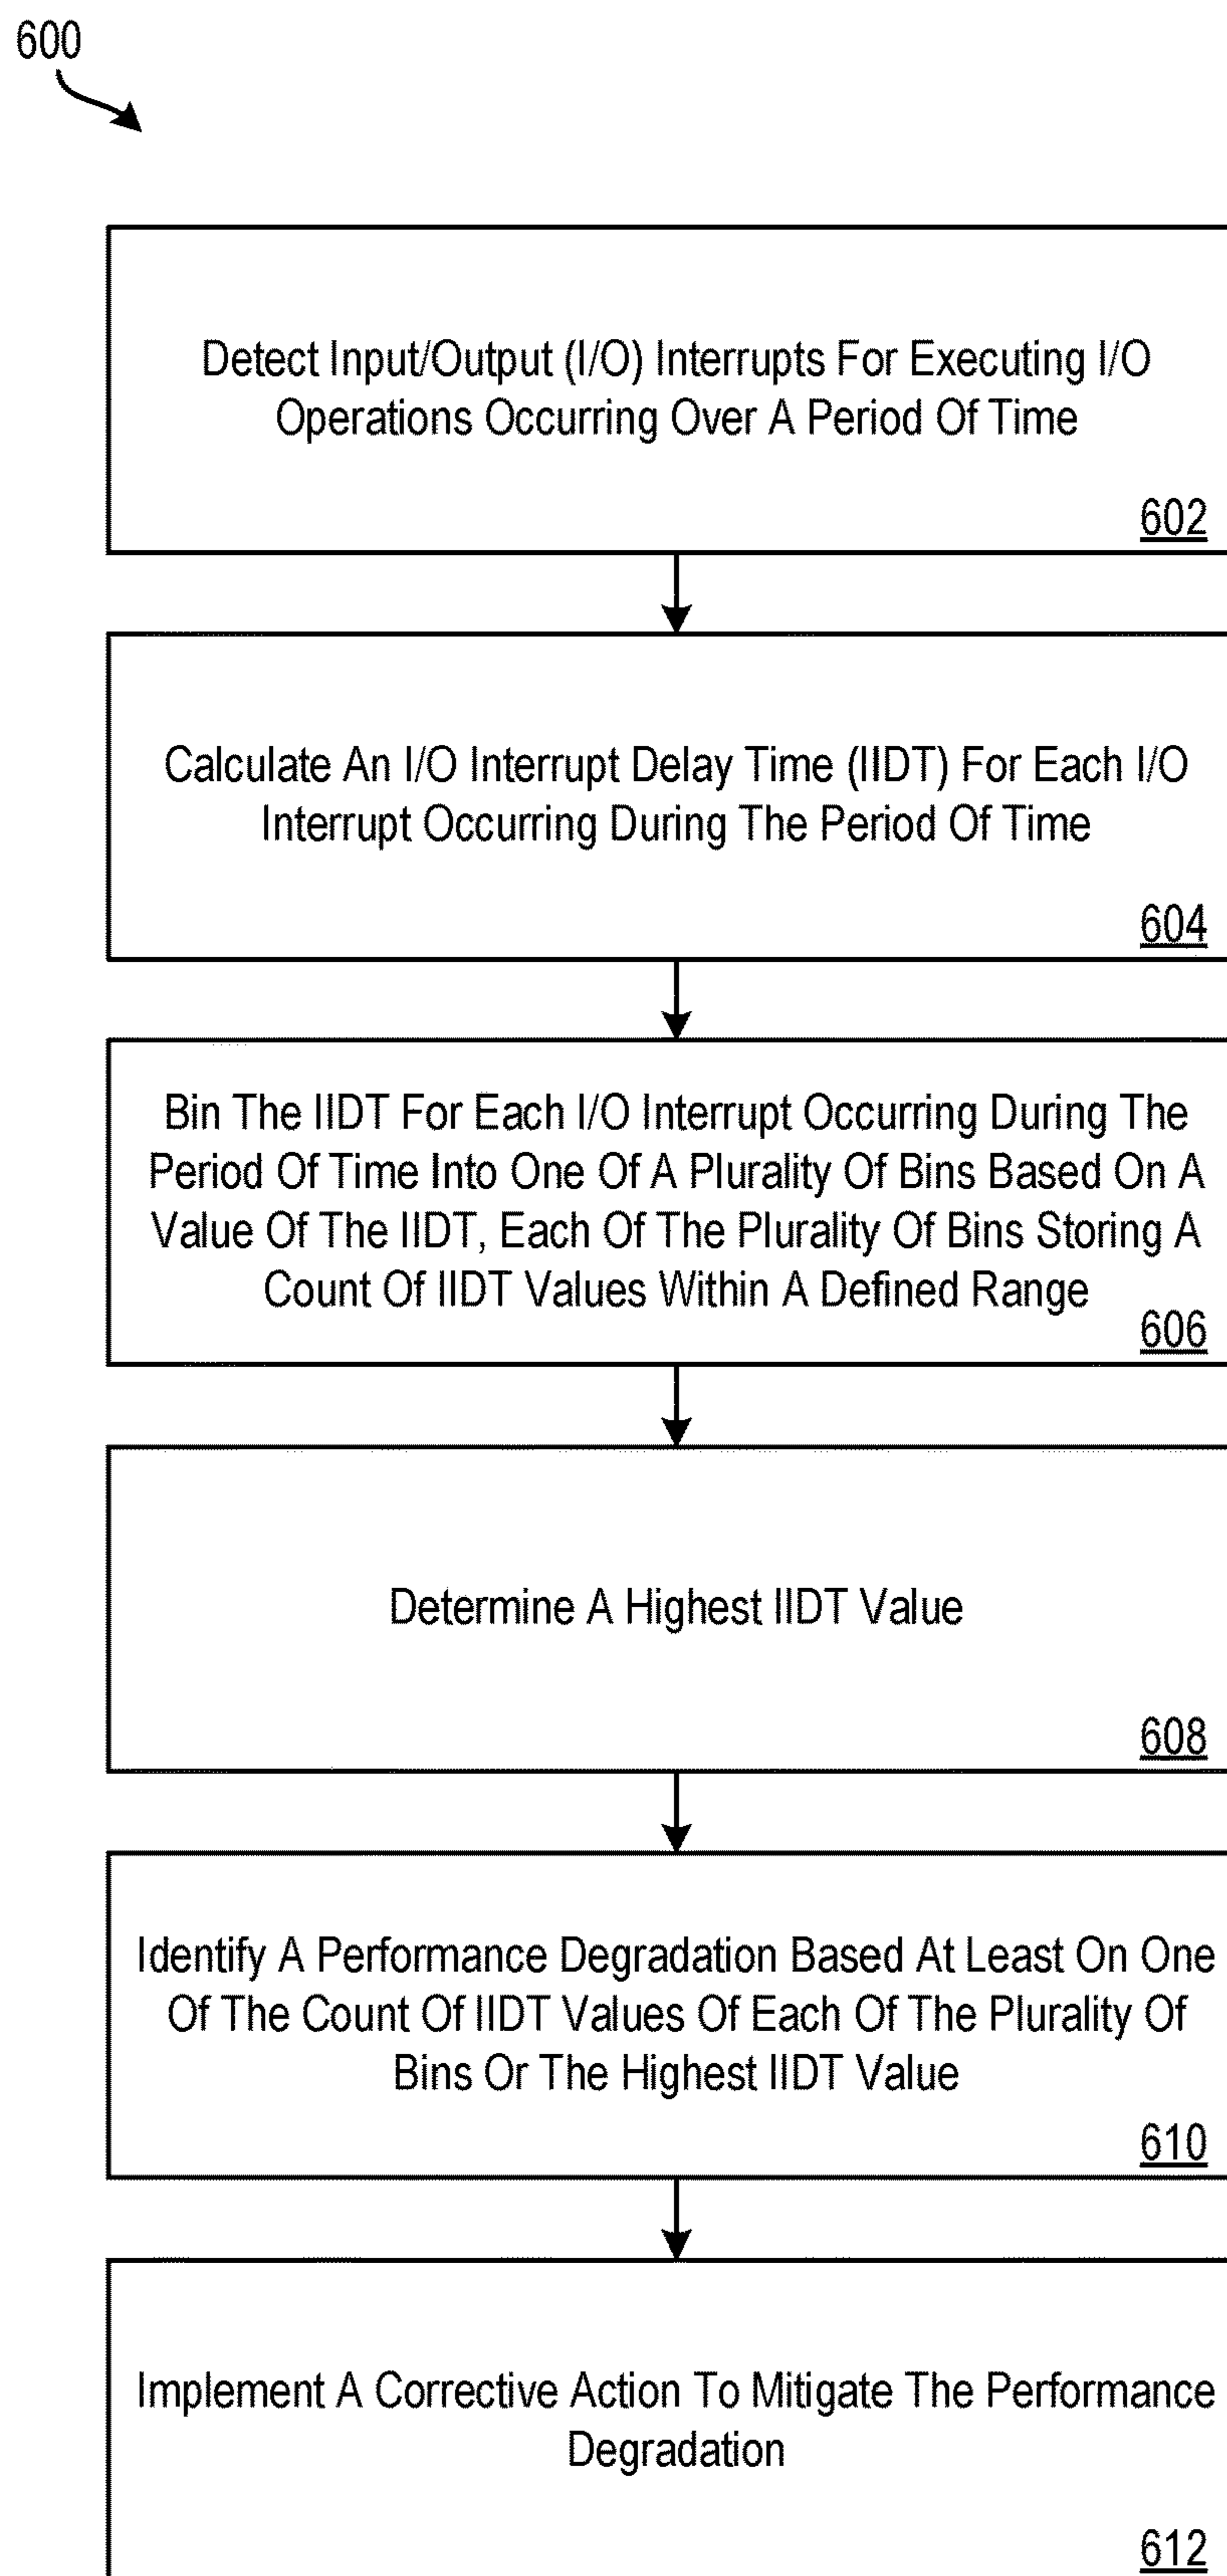 600
Detect Input/Output (I/O) Interrupts For Executing I/O
Operations Occurring Over A Period Of Time
602
Calculate An I/O Interrupt Delay Time (IIDT) For Each I/O
Interrupt Occurring During The Period Of Time
604
Bin The IIDT For Each I/O Interrupt Occurring During The
Period Of Time Into One Of A Plurality Of Bins Based On A
Value Of The IIDT, Each Of The Plurality Of Bins Storing A
Count Of IIDT Values Within A Defined Range
606
Determine A Highest IIDT Value
608
Identify A Performance Degradation Based At Least On One
Of The Count Of IIDT Values Of Each Of The Plurality Of
Bins Or The Highest IIDT Value
610
Implement A Corrective Action To Mitigate The Performance
Degradation
612